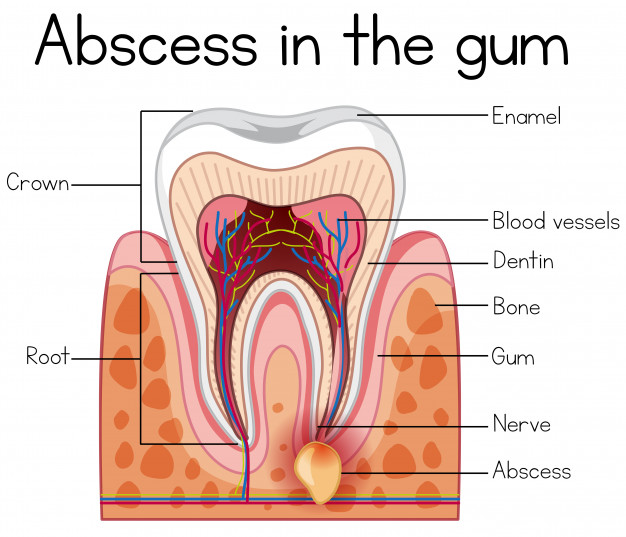 Abscess in the gum
Enamel
Crown
Blood vessels
Dentin
Bone
Root
Gum
Nerve
Abscess